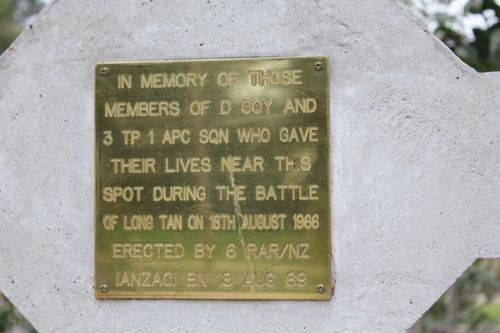 IN MEMORY OF THOSE
MEMBERS OF D COY AND
3 TP 1 APC SQN WHO GAVE
THEIR LIVES NEAR THIS
SPOT DURING THE BATTLE
OF LONG TAN ON 18TH AUGUST 1966
ERECTED BY 6 RAR/NZ
(ANZAC) BN 18 AUG 69